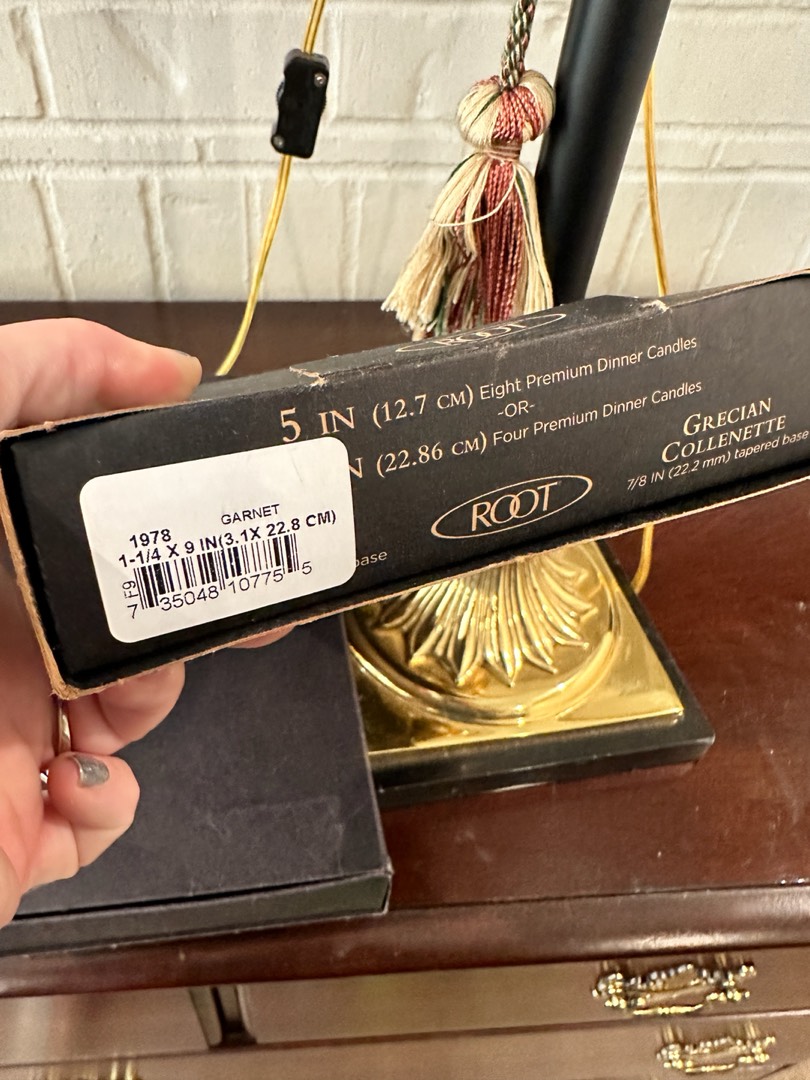 ROOT
5 IN (12.7 CM) Eight Premium Dinner Candles
-OR-
N (22.86 CM) Four Premium Dinner Candles
GRECIAN
COLLENETTE
7/8 IN (22.2 mm) tapered base
ROOT
base
GARNET
1978
1-1/4 X 9 IN(3.1X 22.8 CM)
F9
7 35048 10775 5